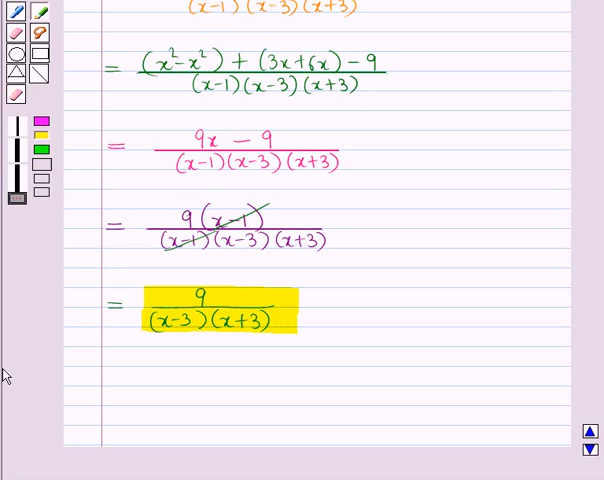 (x-1) (x-3) (x+3)
= (x² - x²) + (3x + 6x) - 9
(x-1) (x-3) (x+3)
= 9x - 9
(x-1) (x-3) (x+3)
= 9 (x-1)
(x-1) (x-3) (x+3)
= 9
(x-3) (x+3)